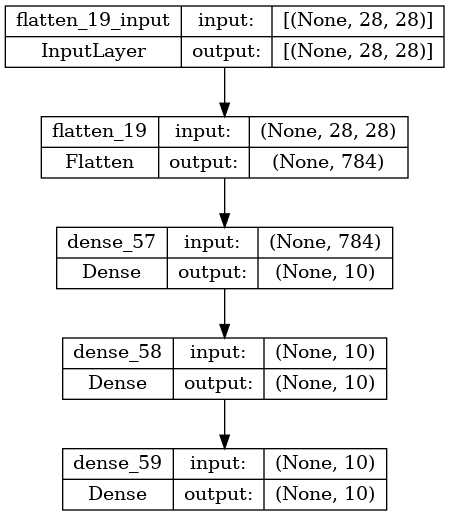 flatten_19_input input: [(None, 28, 28)]
InputLayer output: [(None, 28, 28)]
flatten_19 input: (None, 28, 28)
Flatten output: (None, 784)
dense_57 input: (None, 784)
Dense output: (None, 10)
dense_58 input: (None, 10)
Dense output: (None, 10)
dense_59 input: (None, 10)
Dense output: (None, 10)